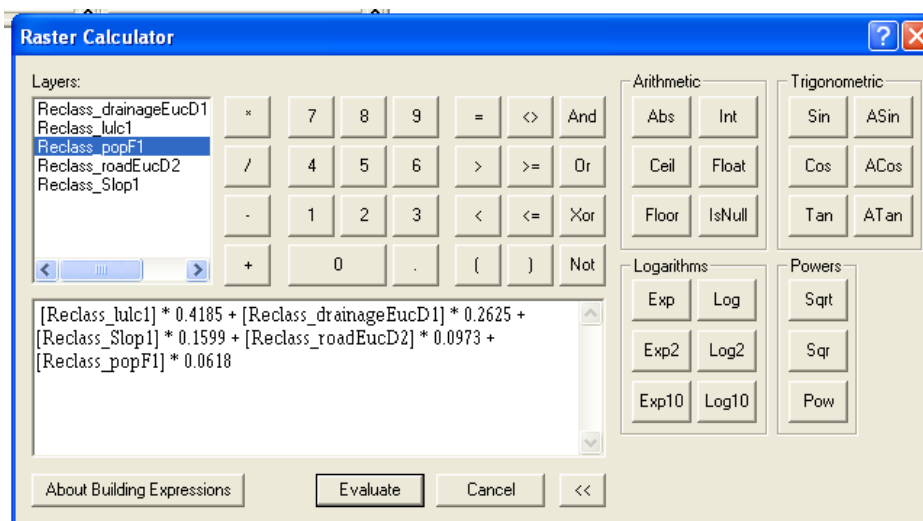 Raster Calculator
?
Layers:
Reclass_drainageEucD1
Reclass_lulc1
Reclass_popF1
Reclass_roadEucD2
Reclass_Slop1
* 7 8 9 = <> And
/ 4 5 6 > >= Or
- 1 2 3 < <= Xor
+ 0 . ( ) Not
Arithmetic
Abs Int
Ceil Float
Floor IsNull
Trigonometric
Sin ASin
Cos ACos
Tan ATan
Logarithms
Exp Log
Exp2 Log2
Exp10 Log10
Powers
Sqrt
Sqr
Pow
[Reclass_lulc1] * 0.4185 + [Reclass_drainageEucD1] * 0.2625 +
[Reclass_Slop1] * 0.1599 + [Reclass_roadEucD2] * 0.0973 +
[Reclass_popF1] * 0.0618
About Building Expressions Evaluate Cancel <<